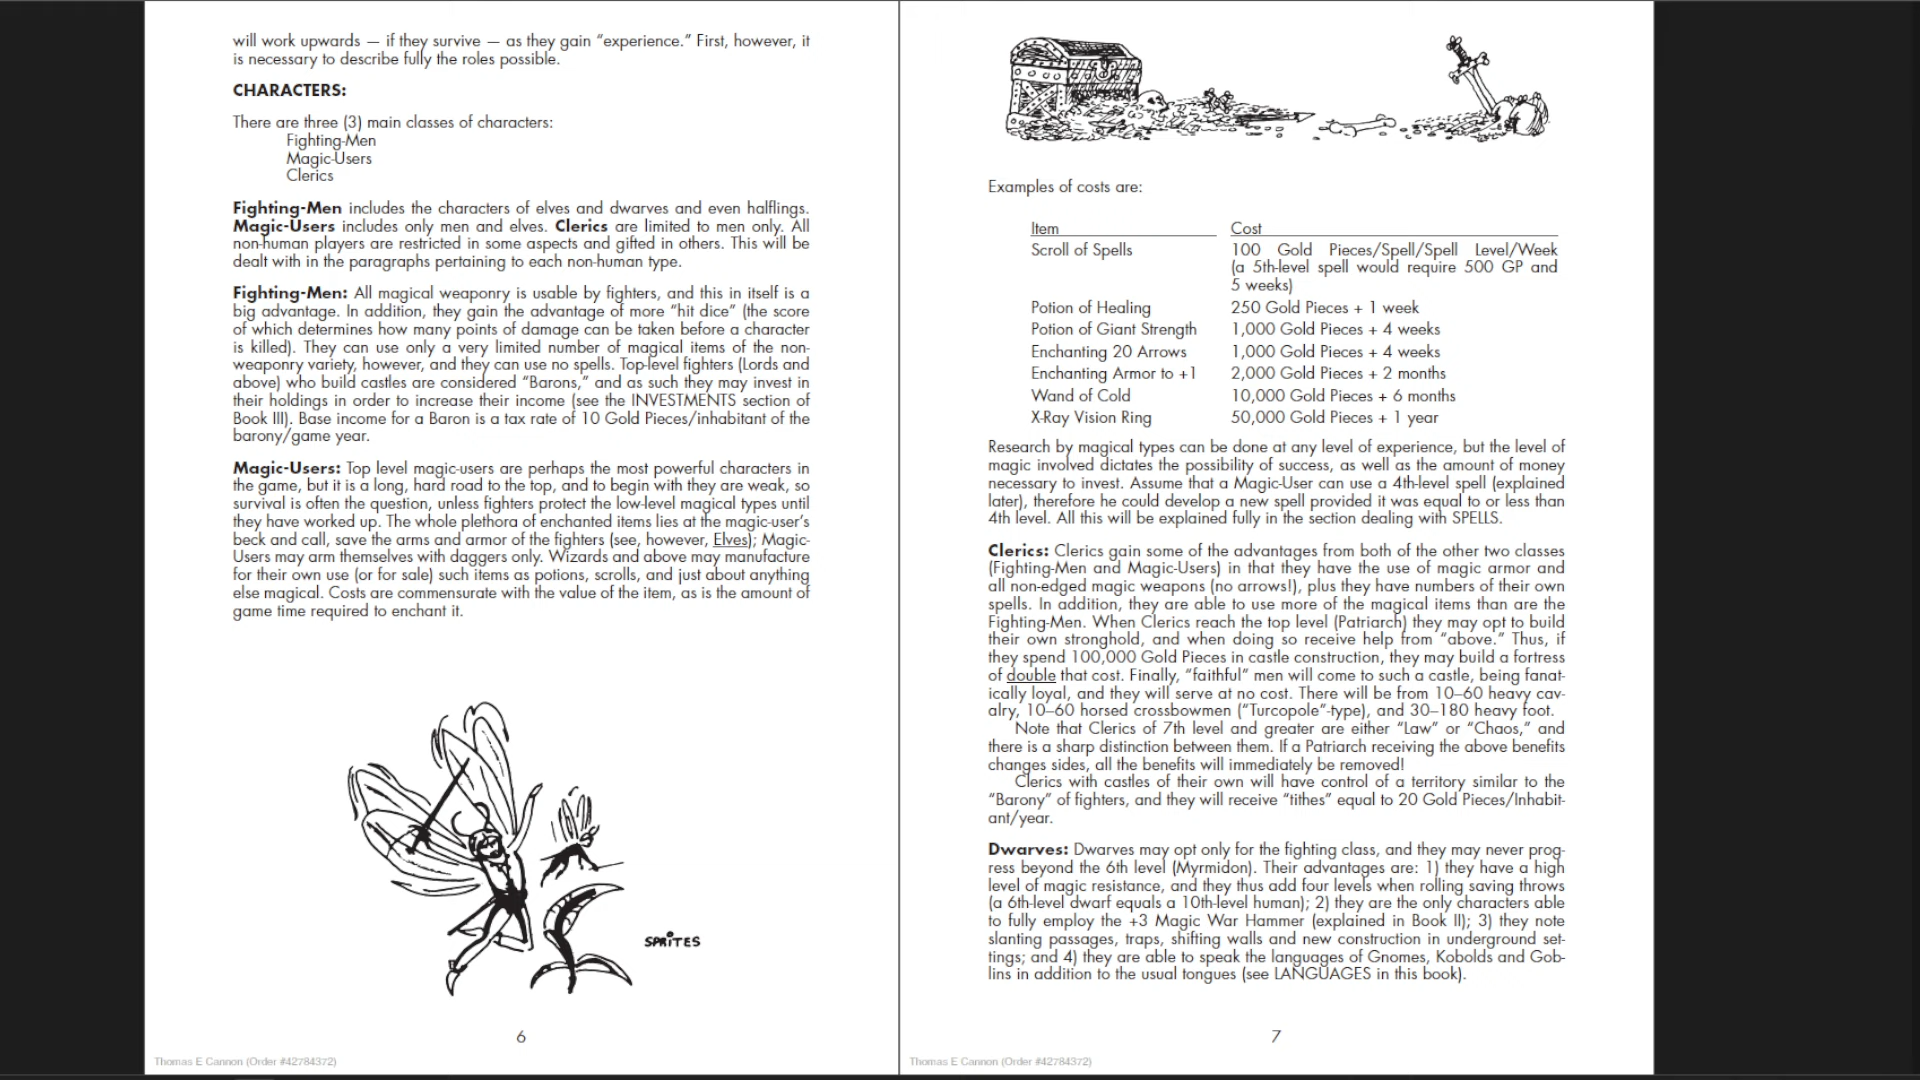 will work upwards — if they survive — as they gain “experience.” First, however, it
is necessary to describe fully the roles possible.
CHARACTERS:
There are three (3) main classes of characters:
Fighting-Men
Magic-Users
Clerics
Fighting-Men includes the characters of elves and dwarves and even halflings.
Magic-Users includes only men and elves. Clerics are limited to men only. All
non-human players are restricted in some aspects and gifted in others. This will be
dealt with in the paragraphs pertaining to each non-human type.
Fighting-Men: All magical weaponry is usable by fighters, and this in itself is a
big advantage. In addition, they gain the advantage of more “hit dice” (the score
of which determines how many points of damage can be taken before a character
is killed). They can use only a very limited number of magical items of the non-
weaponry variety, however, and they can use no spells. Top-level fighters (Lords and
above) who build castles are considered “Barons,” and as such they may invest in
their holdings in order to increase their income (see the INVESTMENTS section of
Book III). Base income for a Baron is a tax rate of 10 Gold Pieces/inhabitant of the
barony/game year.
Magic-Users: Top level magic-users are perhaps the most powerful characters in
the game, but it is a long, hard road to the top, and to begin with they are weak, so
survival is often the question, unless fighters protect the low-level magical types until
they have worked up. The whole plethora of enchanted items lies at the magic-user’s
beck and call, save the arms and armor of the fighters (see, however, Elves); Magic-
Users may arm themselves with daggers only. Wizards and above may manufacture
for their own use (or for sale) such items as potions, scrolls, and just about anything
else magical. Costs are commensurate with the value of the item, as is the amount of
game time required to enchant it.
SPRITES
6
Thomas E Cannon (Order #42784372)
Examples of costs are:
Item Cost
Scroll of Spells 100 Gold Pieces/Spell/Spell Level/Week
(a 5th-level spell would require 500 GP and
5 weeks)
Potion of Healing 250 Gold Pieces + 1 week
Potion of Giant Strength 1,000 Gold Pieces + 4 weeks
Enchanting 20 Arrows 1,000 Gold Pieces + 4 weeks
Enchanting Armor to +1 2,000 Gold Pieces + 2 months
Wand of Cold 10,000 Gold Pieces + 6 months
X-Ray Vision Ring 50,000 Gold Pieces + 1 year
Research by magical types can be done at any level of experience, but the level of
magic involved dictates the possibility of success, as well as the amount of money
necessary to invest. Assume that a Magic-User can use a 4th-level spell (explained
later), therefore he could develop a new spell provided it was equal to or less than
4th level. All this will be explained fully in the section dealing with SPELLS.
Clerics: Clerics gain some of the advantages from both of the other two classes
(Fighting-Men and Magic-Users) in that they have the use of magic armor and
all non-edged magic weapons (no arrows!), plus they have numbers of their own
spells. In addition, they are able to use more of the magical items than are the
Fighting-Men. When Clerics reach the top level (Patriarch) they may opt to build
their own stronghold, and when doing so receive help from “above.” Thus, if
they spend 100,000 Gold Pieces in castle construction, they may build a fortress
of double that cost. Finally, “faithful” men will come to such a castle, being fanat-
ically loyal, and they will serve at no cost. There will be from 10–60 heavy cav-
alry, 10–60 horsed crossbowmen (“Turcopole”-type), and 30–180 heavy foot.
Note that Clerics of 7th level and greater are either “Law” or “Chaos,” and
there is a sharp distinction between them. If a Patriarch receiving the above benefits
changes sides, all the benefits will immediately be removed!
Clerics with castles of their own will have control of a territory similar to the
“Barony” of fighters, and they will receive “tithes” equal to 20 Gold Pieces/Inhabit-
ant/year.
Dwarves: Dwarves may opt only for the fighting class, and they may never prog-
ress beyond the 6th level (Myrmidon). Their advantages are: 1) they have a high
level of magic resistance, and they thus add four levels when rolling saving throws
(a 6th-level dwarf equals a 10th-level human); 2) they are the only characters able
to fully employ the +3 Magic War Hammer (explained in Book II); 3) they note
slanting passages, traps, shifting walls and new construction in underground set-
tings; and 4) they are able to speak the languages of Gnomes, Kobolds and Gob-
lins in addition to the usual tongues (see LANGUAGES in this book).
7
Thomas E Cannon (Order #42784372)